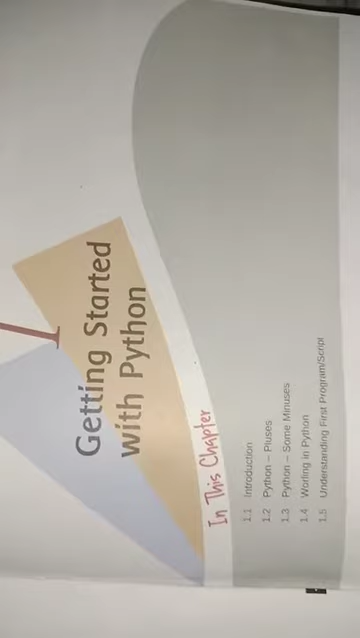 Getting Started
with Python
In This Chapter
1.1 Introduction
1.2 Python – Pluses
1.3 Python – Some Minuses
1.4 Working in Python
1.5 Understanding First Program/Script